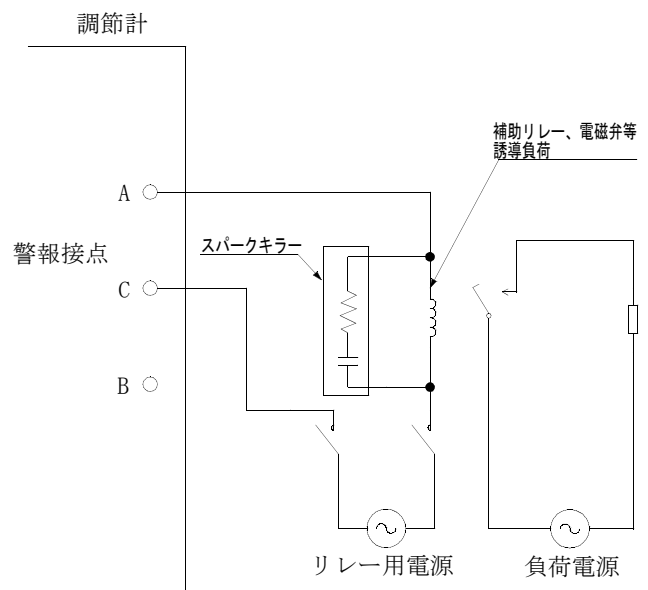 調節計
補助リレー、電磁弁等
誘導負荷
A
スパークキラー
警報接点
C
B
リレー用電源
負荷電源